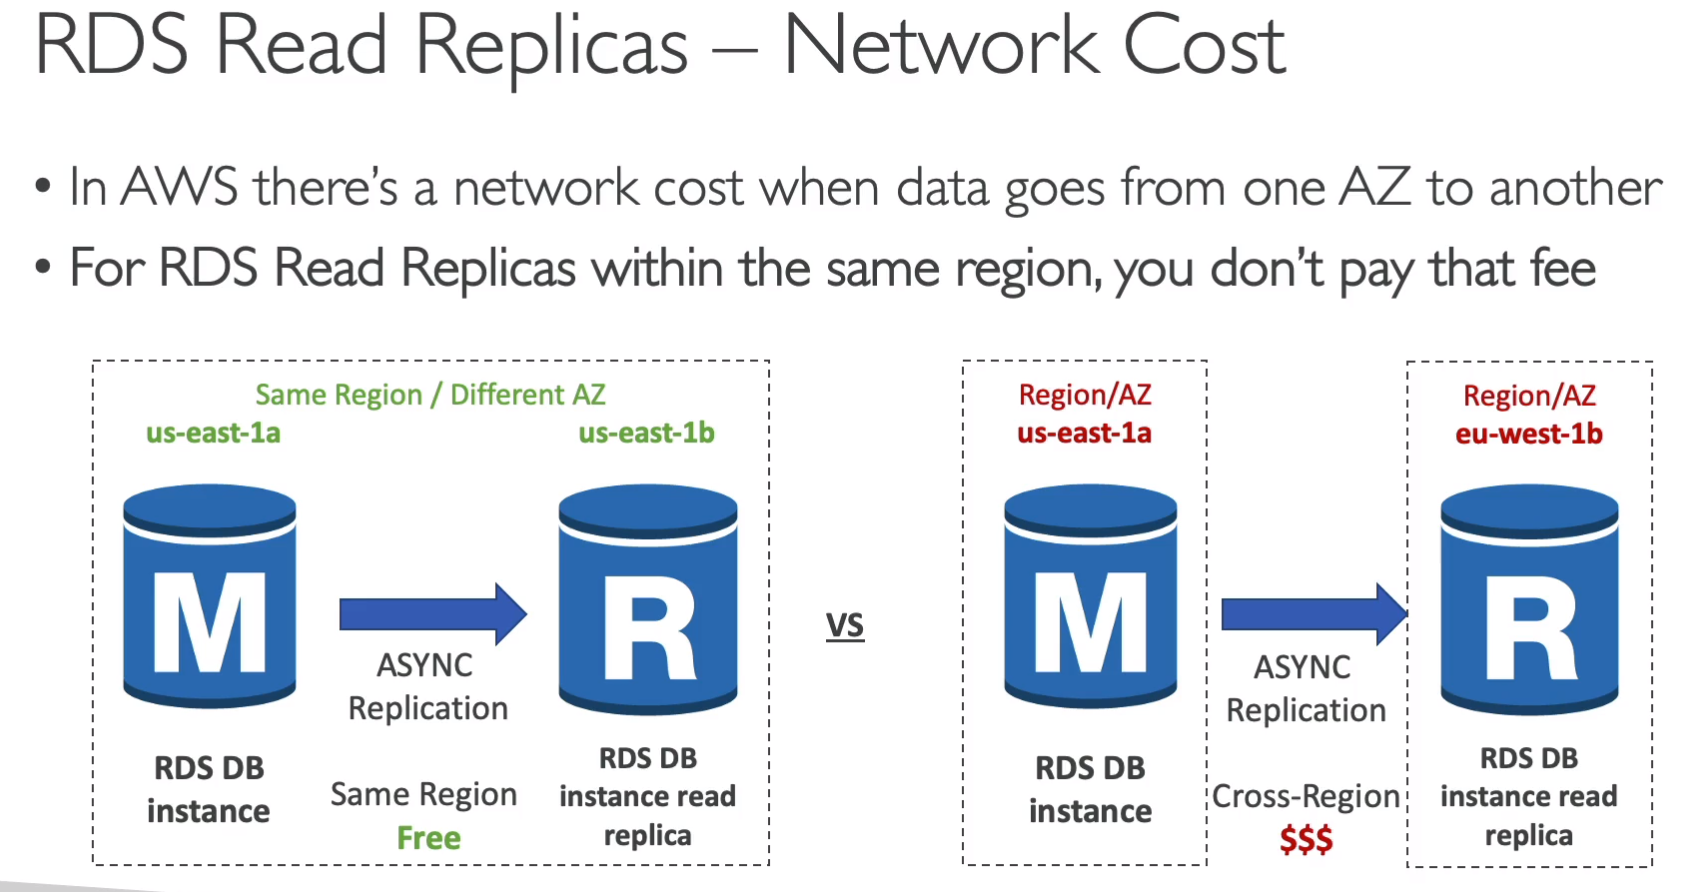 RDS Read Replicas – Network Cost
• In AWS there's a network cost when data goes from one AZ to another
• For RDS Read Replicas within the same region, you don't pay that fee
Same Region / Different AZ
us-east-1a
us-east-1b
M
R
ASYNC
Replication
RDS DB
instance
Same Region
Free
RDS DB
instance read
replica
vs
Region/AZ
us-east-1a
Region/AZ
eu-west-1b
M
R
ASYNC
Replication
RDS DB
instance
Cross-Region
$$$
RDS DB
instance read
replica